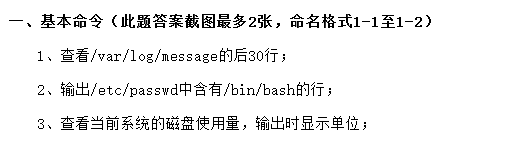 一、基本命令（此题答案截图最多2张，命名格式1-1至1-2）
1、查看/var/log/message的后30行；
2、输出/etc/passwd中含有/bin/bash的行；
3、查看当前系统的磁盘使用量，输出时显示单位；